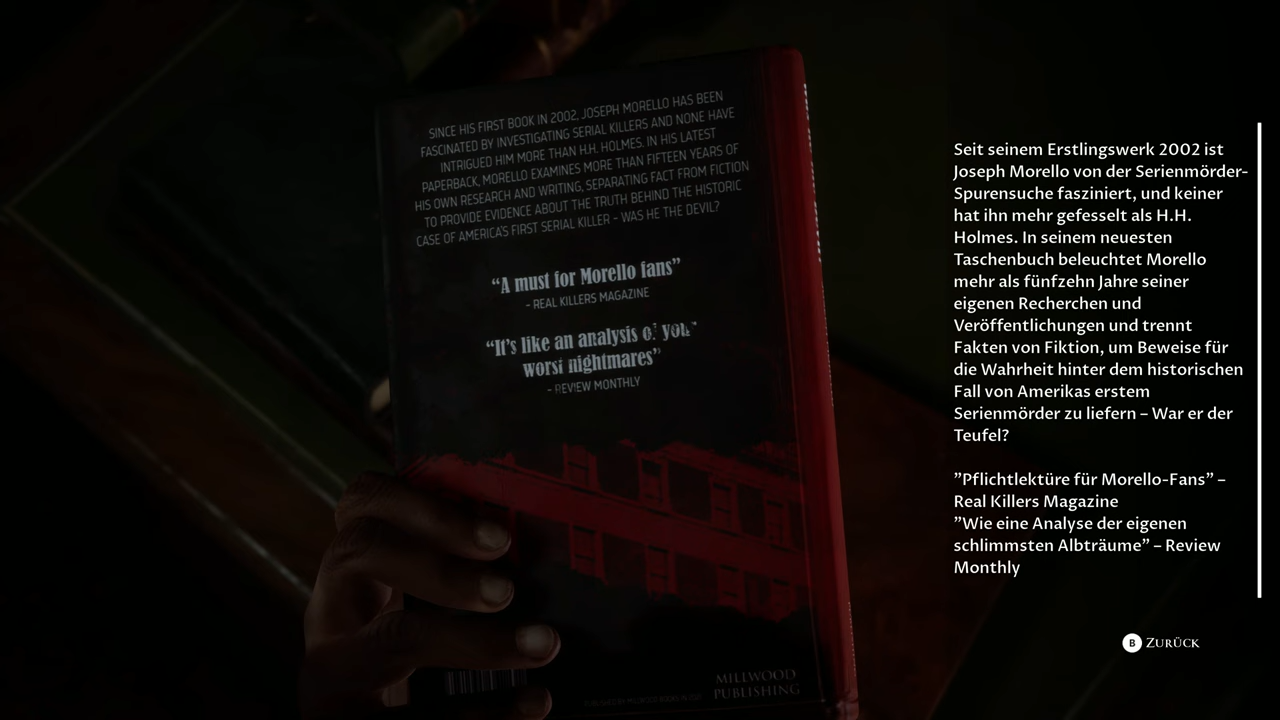 SINCE HIS FIRST BOOK IN 2002, JOSEPH MORELLO HAS BEEN
FASCINATED BY INVESTIGATING SERIAL KILLERS AND NONE HAVE
INTRIGUED HIM MORE THAN H.H. HOLMES. IN HIS LATEST
PAPERBACK, MORELLO EXAMINES MORE THAN FIFTEEN YEARS OF
HIS OWN RESEARCH AND WRITING, SEPARATING FACT FROM FICTION
TO PROVIDE EVIDENCE ABOUT THE TRUTH BEHIND THE HISTORIC
CASE OF AMERICA'S FIRST SERIAL KILLER – WAS HE THE DEVIL?
“A must for Morello fans”
– REAL KILLERS MAGAZINE
“It's like an analysis of your
worst nightmares”
– REVIEW MONTHLY
MILLWOOD
PUBLISHING
Seit seinem Erstlingswerk 2002 ist
Joseph Morello von der Serienmörder-
Spurensuche fasziniert, und keiner
hat ihn mehr gefesselt als H.H.
Holmes. In seinem neuesten
Taschenbuch beleuchtet Morello
mehr als fünfzehn Jahre seiner
eigenen Recherchen und
Veröffentlichungen und trennt
Fakten von Fiktion, um Beweise für
die Wahrheit hinter dem historischen
Fall von Amerikas erstem
Serienmörder zu liefern – War er der
Teufel?
”Pflichtlektüre für Morello-Fans” –
Real Killers Magazine
”Wie eine Analyse der eigenen
schlimmsten Albträume” – Review
Monthly
B Zurück